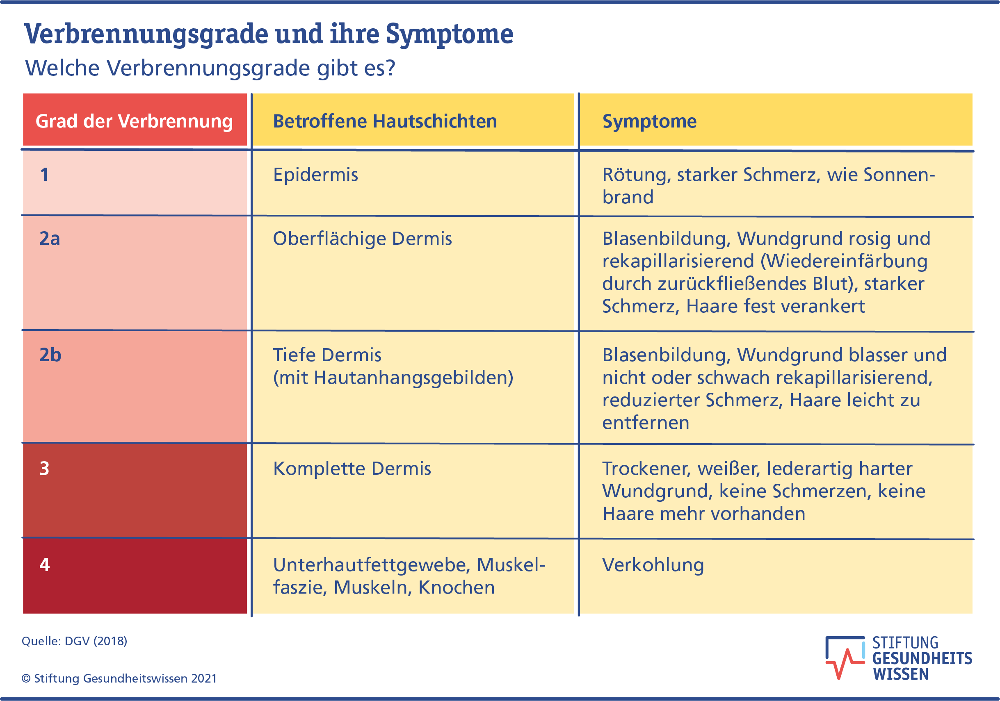 Verbrennungsgrade und ihre Symptome
Welche Verbrennungsgrade gibt es?
Grad der Verbrennung
Betroffene Hautschichten
Symptome
1
Epidermis
Rötung, starker Schmerz, wie Sonnen-
brand
2a
Oberflächige Dermis
Blasenbildung, Wundgrund rosig und
rekapillarisierend (Wiedereinfärbung
durch zurückfließendes Blut), starker
Schmerz, Haare fest verankert
2b
Tiefe Dermis
(mit Hautanhangsgebilden)
Blasenbildung, Wundgrund blasser und
nicht oder schwach rekapillarisierend,
reduzierter Schmerz, Haare leicht zu
entfernen
3
Komplette Dermis
Trockener, weißer, lederartig harter
Wundgrund, keine Schmerzen, keine
Haare mehr vorhanden
4
Unterhautfettgewebe, Muskel-
faszie, Muskeln, Knochen
Verkohlung
Quelle: DGV (2018)
© Stiftung Gesundheitswissen 2021
STIFTUNG
GESUNDHEITS
WISSEN